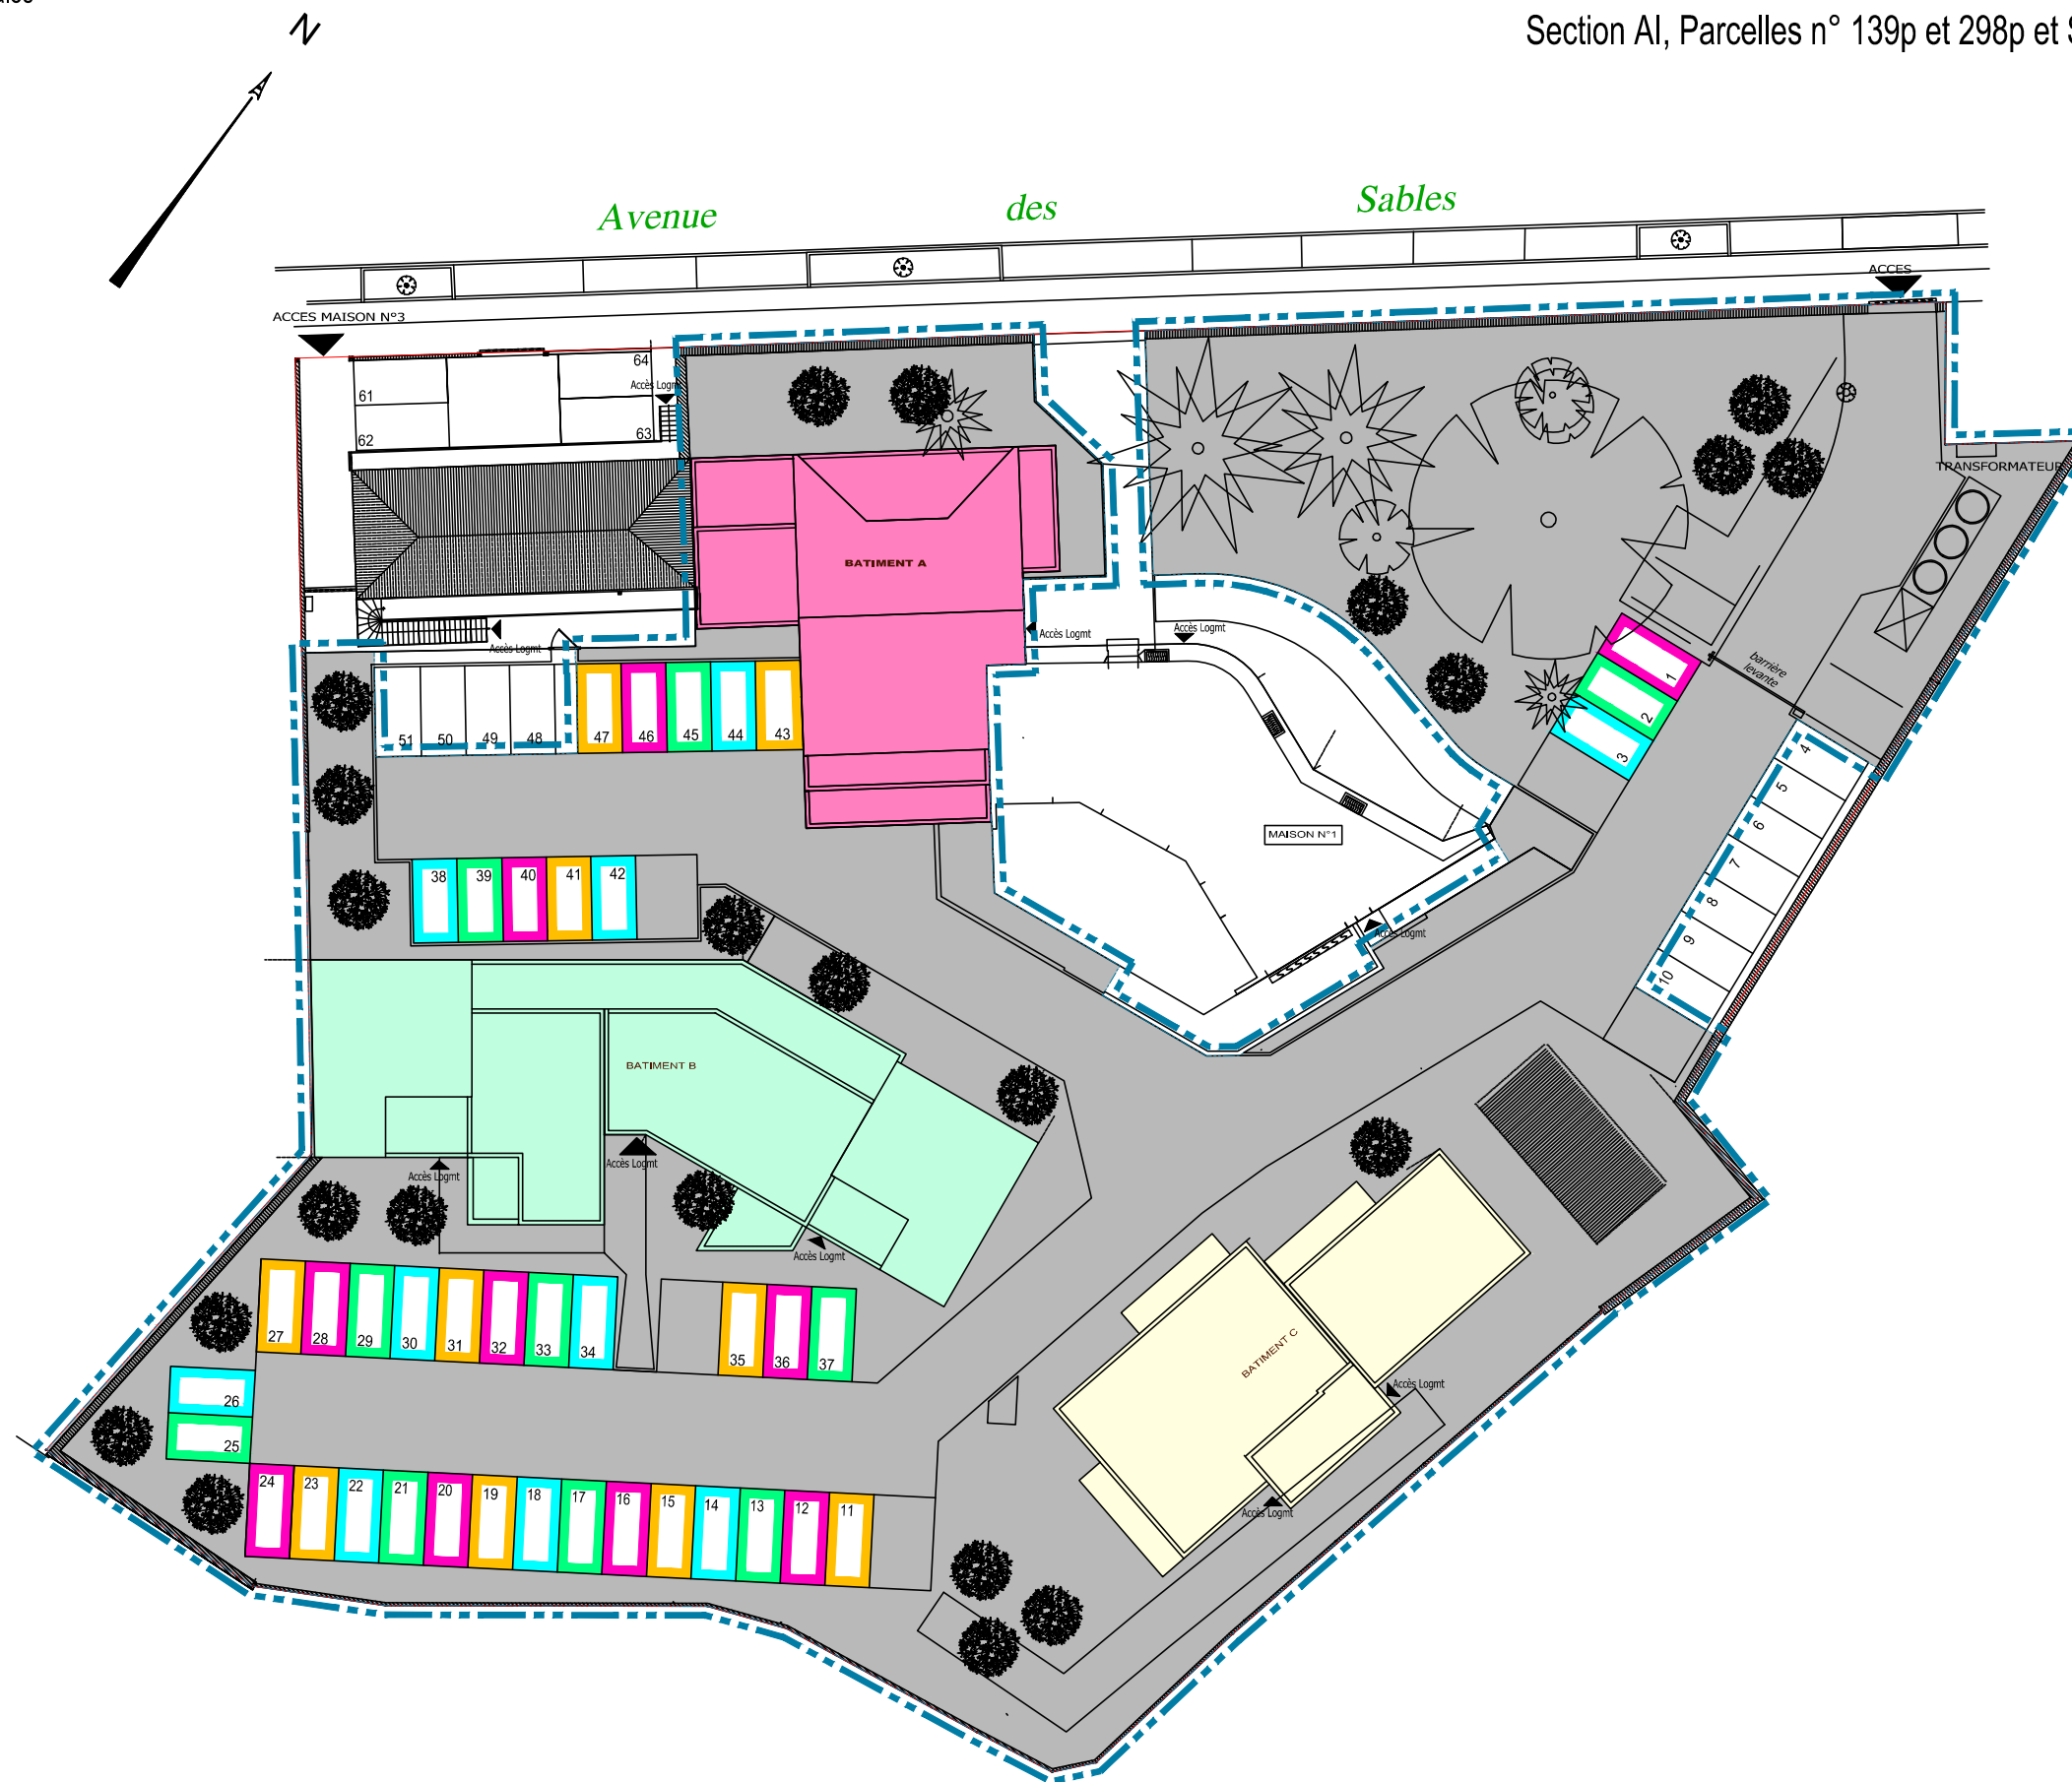 N
Section AI, Parcelles n° 139p et 298p et
Avenue des Sables
ACCES
ACCES MAISON N°3
64
Accès Logmt
61
62
63
TRANSFORMATEUR
BATIMENT A
Accès Logmt
Accès Logmt
Accès Logmt
barrière
levante
1
2
3
51 50 49 48 47 46 45 44 43
4
5
6
7
8
9
10
MAISON N°1
38 39 40 41 42
Accès Logmt
BATIMENT B
Accès Logmt
Accès Logmt
Accès Logmt
27 28 29 30 31 32 33 34
35 36 37
BATIMENT C
Accès Logmt
26
25
24 23 22 21 20 19 18 17 16 15 14 13 12 11
Accès Logmt